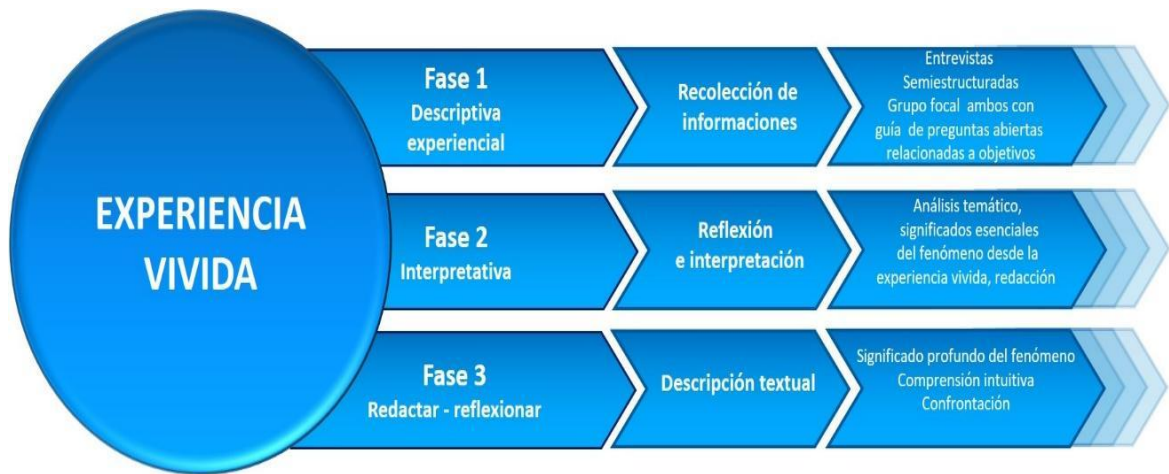 EXPERIENCIA
VIVIDA
Fase 1
Descriptiva
experiencial
Recolección de
informaciones
Entrevistas
Semiestructuradas
Grupo focal ambos con
guía de preguntas abiertas
relacionadas a objetivos
Fase 2
Interpretativa
Reflexión
e interpretación
Análisis temático,
significados esenciales
del fenómeno desde la
experiencia vivida, redacción
Fase 3
Redactar - reflexionar
Descripción textual
Significado profundo del fenómeno
Comprensión intuitiva
Confrontación